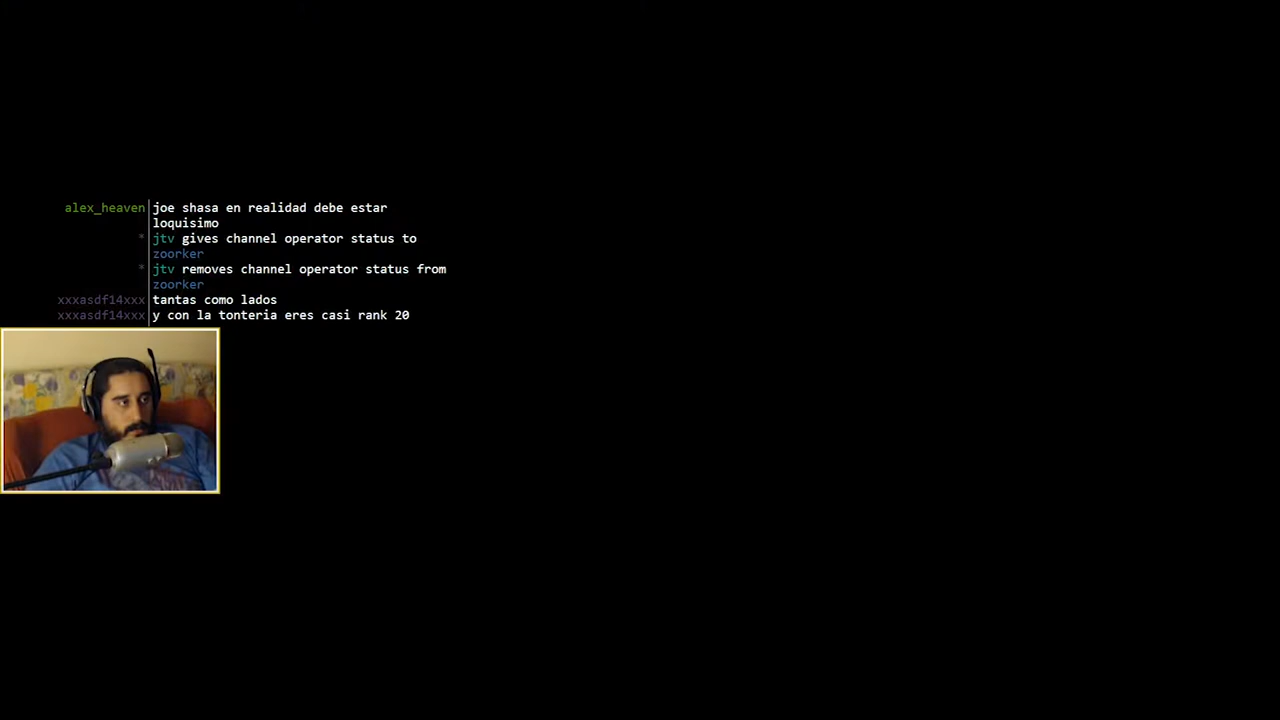 alex_heaven joe shasa en realidad debe estar
loquisimo
* jtv gives channel operator status to
zoorker
* jtv removes channel operator status from
zoorker
xxxasdf14xxx tantas como lados
xxxasdf14xxx y con la tonteria eres casi rank 20